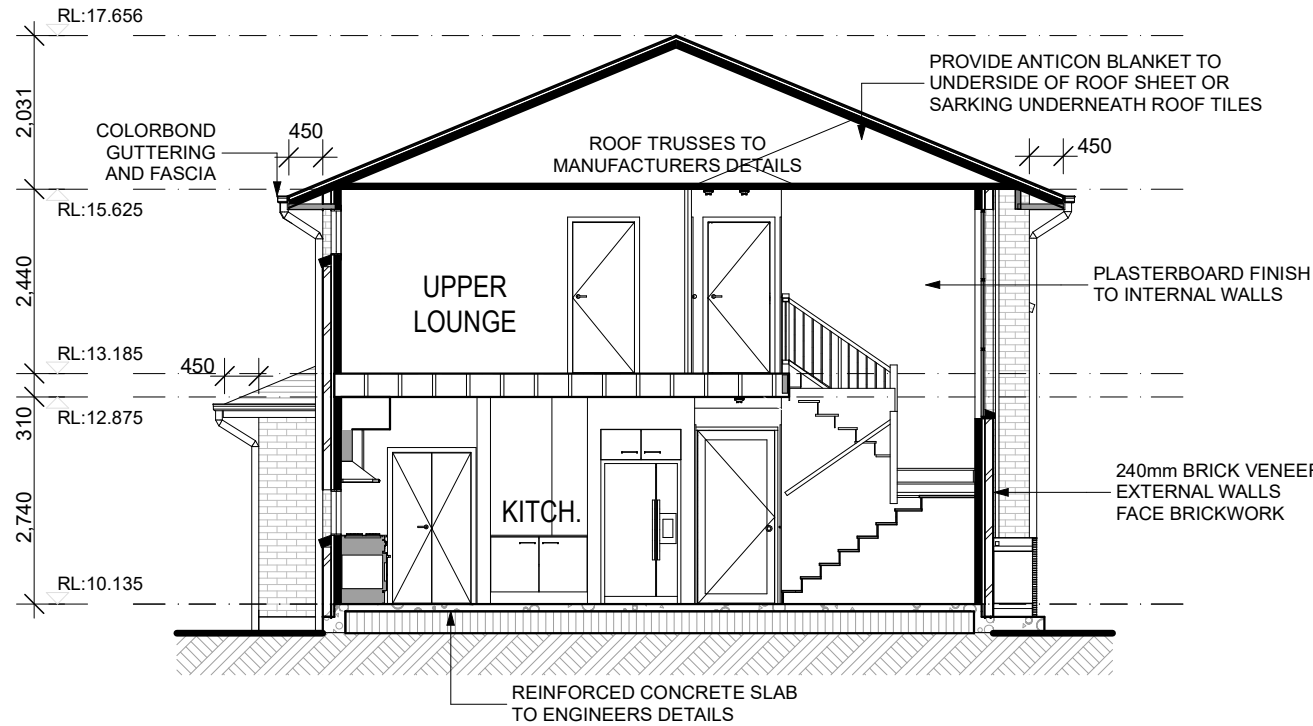 RL:17.656
PROVIDE ANTICON BLANKET TO
UNDERSIDE OF ROOF SHEET OR
SARKING UNDERNEATH ROOF TILES
2,031
COLORBOND
GUTTERING
AND FASCIA
450
ROOF TRUSSES TO
MANUFACTURERS DETAILS
450
RL:15.625
2,440
UPPER
LOUNGE
PLASTERBOARD FINISH
TO INTERNAL WALLS
RL:13.185
450
310
RL:12.875
2,740
KITCH.
240mm BRICK VENEER
EXTERNAL WALLS
FACE BRICKWORK
RL:10.135
REINFORCED CONCRETE SLAB
TO ENGINEERS DETAILS